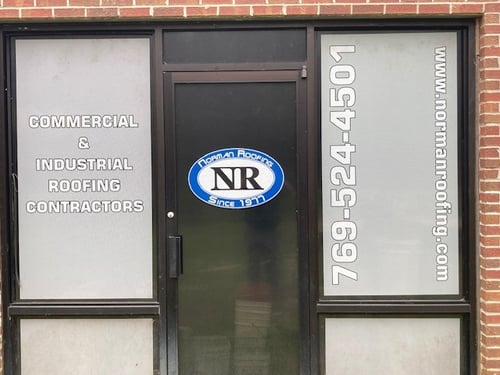 COMMERCIAL
&
INDUSTRIAL
ROOFING
CONTRACTORS
NORMAN ROOFING
NR
SINCE 1977
769-524-4501
www.normanroofing.com